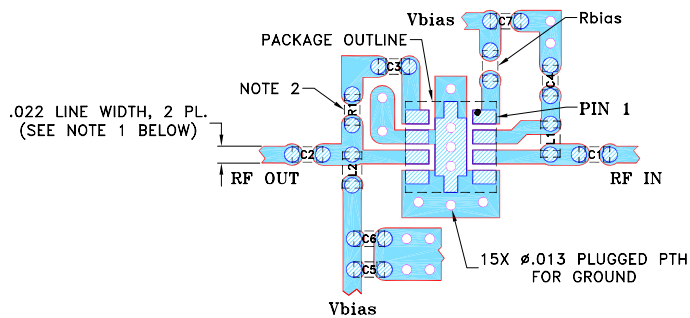 Vbias
C7
Rbias
PACKAGE OUTLINE
C3
C4
NOTE 2
R1
PIN 1
.022 LINE WIDTH, 2 PL.
(SEE NOTE 1 BELOW)
C2
L2
L1
C1
RF OUT
RF IN
C6
C5
15X Ø.013 PLUGGED PTH
FOR GROUND
Vbias